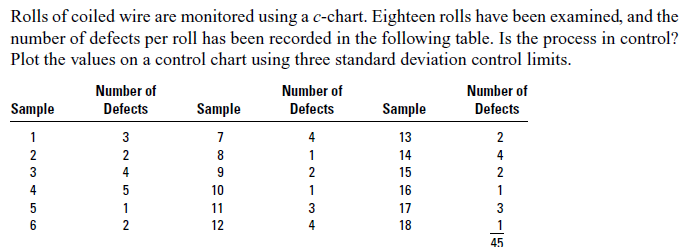 Rolls of coiled wire are monitored using a c-chart. Eighteen rolls have been examined, and the
number of defects per roll has been recorded in the following table. Is the process in control?
Plot the values on a control chart using three standard deviation control limits.
Number of Number of Number of
Sample Defects Sample Defects Sample Defects
1 3 7 4 13 2
2 2 8 1 14 4
3 4 9 2 15 2
4 5 10 1 16 1
5 1 11 3 17 3
6 2 12 4 18 1
45